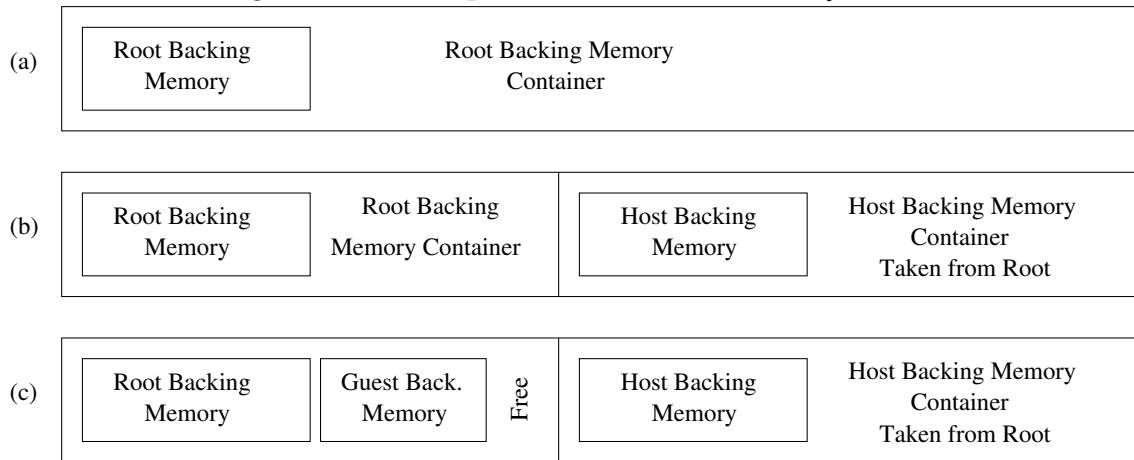 (a)
Root Backing
Memory
Root Backing Memory
Container
(b)
Root Backing
Memory
Root Backing
Memory Container
Host Backing
Memory
Host Backing Memory
Container
Taken from Root
(c)
Root Backing
Memory
Guest Back.
Memory
Free
Host Backing
Memory
Host Backing Memory
Container
Taken from Root